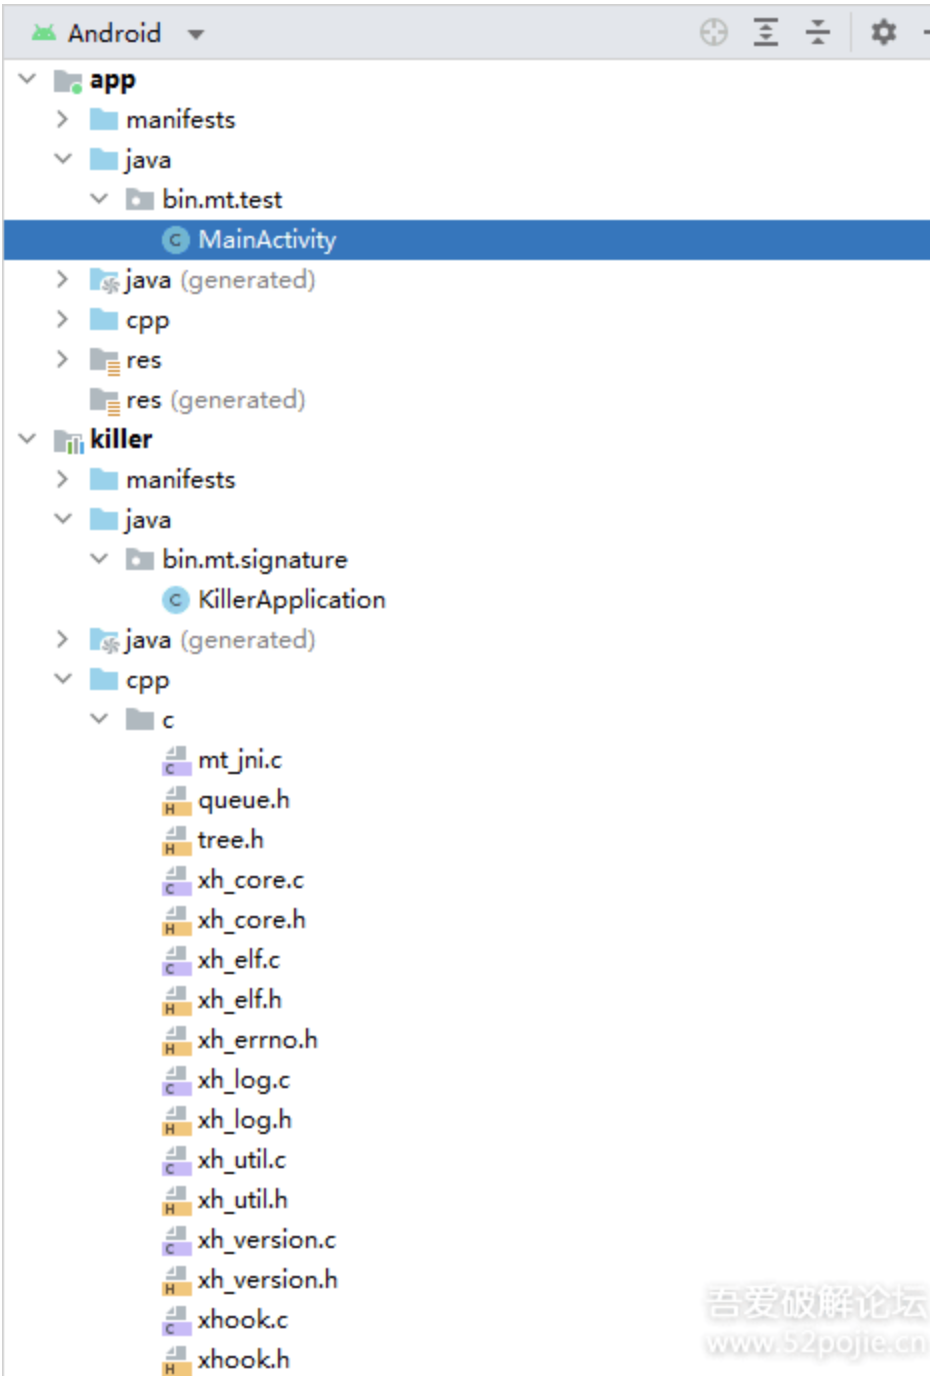 Android
app
manifests
java
bin.mt.test
MainActivity
java (generated)
cpp
res
res (generated)
killer
manifests
java
bin.mt.signature
KillerApplication
java (generated)
cpp
c
mt_jni.c
queue.h
tree.h
xh_core.c
xh_core.h
xh_elf.c
xh_elf.h
xh_errno.h
xh_log.c
xh_log.h
xh_util.c
xh_util.h
xh_version.c
xh_version.h
xhook.c
xhook.h
吾爱破解论坛
www.52pojie.cn